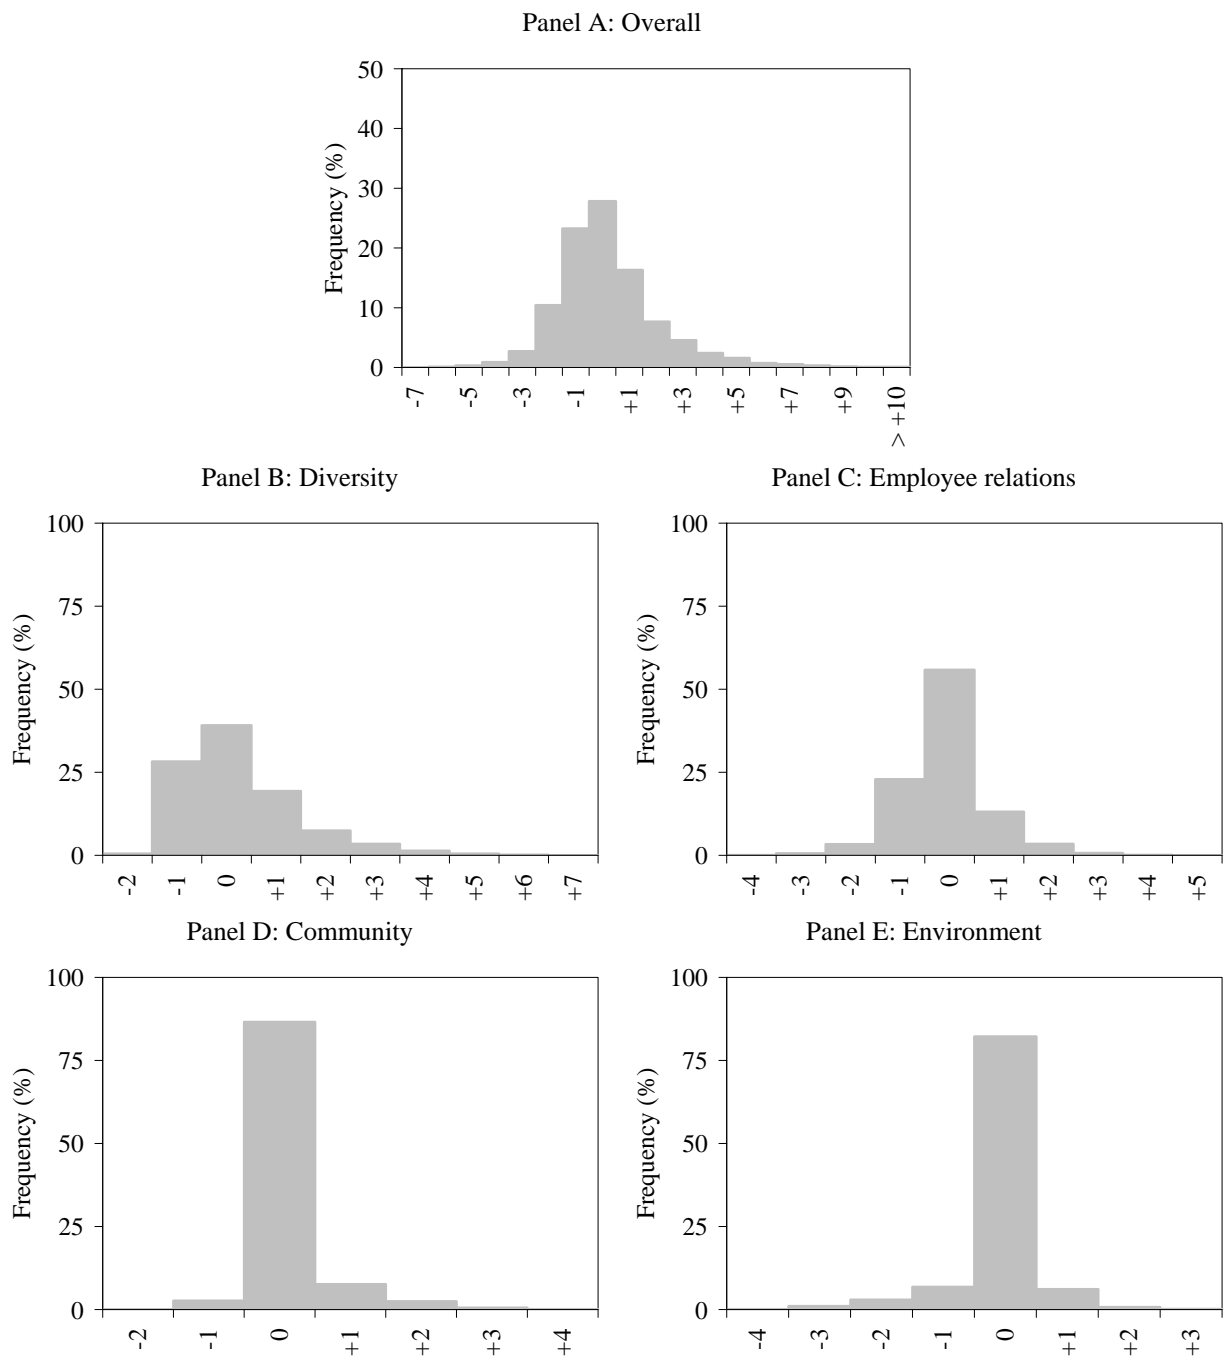 Panel A: Overall
50
40
30
20
10
0
Frequency (%)
-7 -5 -3 -1 +1 +3 +5 +7 +9 > +10
Panel B: Diversity
100
75
50
25
0
Frequency (%)
-2 -1 0 +1 +2 +3 +4 +5 +6 +7
Panel C: Employee relations
100
75
50
25
0
Frequency (%)
-4 -3 -2 -1 0 +1 +2 +3 +4 +5
Panel D: Community
100
75
50
25
0
Frequency (%)
-2 -1 0 +1 +2 +3 +4
Panel E: Environment
100
75
50
25
0
Frequency (%)
-4 -3 -2 -1 0 +1 +2 +3